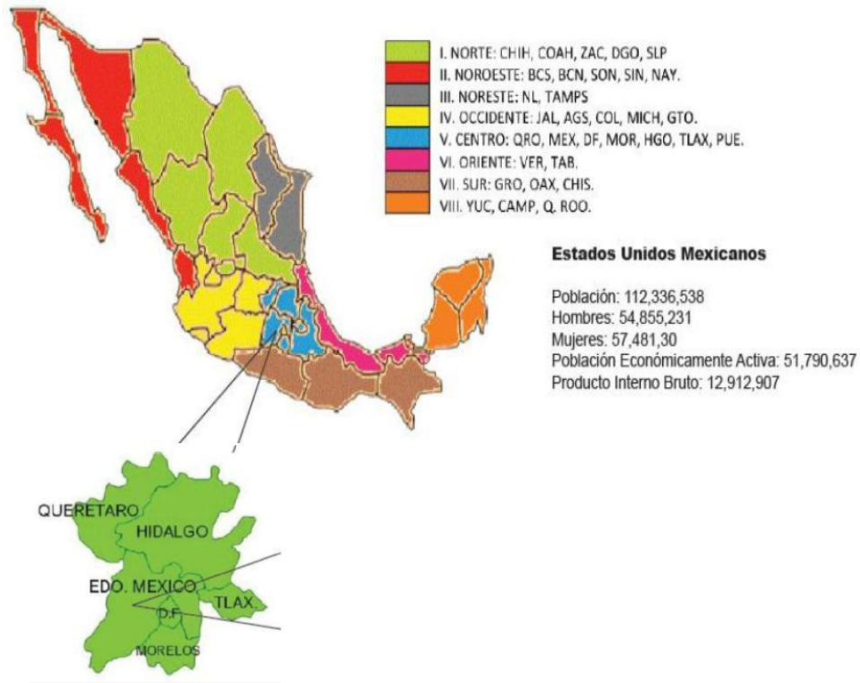 I. NORTE: CHIH, COAH, ZAC, DGO, SLP
II. NOROESTE: BCS, BCN, SON, SIN, NAY.
III. NORESTE: NL, TAMPS
IV. OCCIDENTE: JAL, AGS, COL, MICH, GTO.
V. CENTRO: QRO, MEX, DF, MOR, HGO, TLAX, PUE.
VI. ORIENTE: VER, TAB.
VII. SUR: GRO, OAX, CHIS.
VIII. YUC, CAMP, Q. ROO.
Estados Unidos Mexicanos
Población: 112,336,538
Hombres: 54,855,231
Mujeres: 57,481,30
Población Económicamente Activa: 51,790,637
Producto Interno Bruto: 12,912,907
QUERETARO
HIDALGO
EDO. MEXICO
TLAX.
D.F.
MORELOS